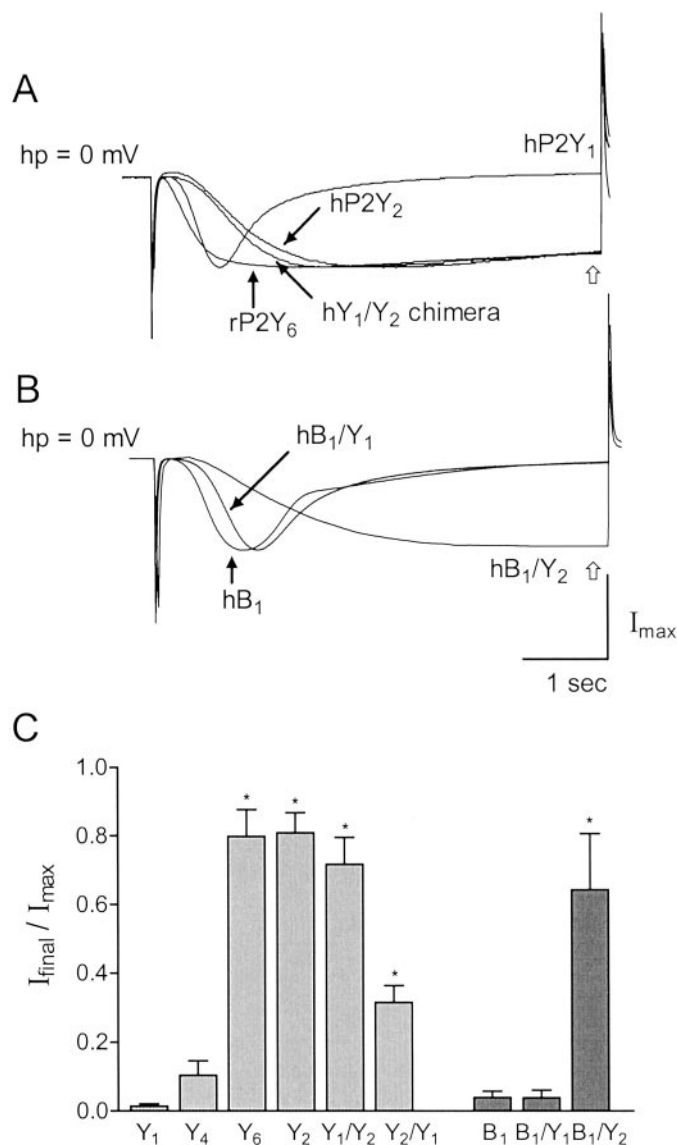 A
hp = 0 mV
hP2Y₁
hP2Y₂
hY₁/Y₂ chimera
rP2Y₆
B
hp = 0 mV
hB₁/Y₁
hB₁/Y₂
hB₁
Imax
1 sec
C
Ifinal / Imax
1.0
0.8
0.6
0.4
0.2
0.0
* * * * *
Y₁ Y₄ Y₆ Y₂ Y₁/Y₂ Y₂/Y₁ B₁ B₁/Y₁ B₁/Y₂